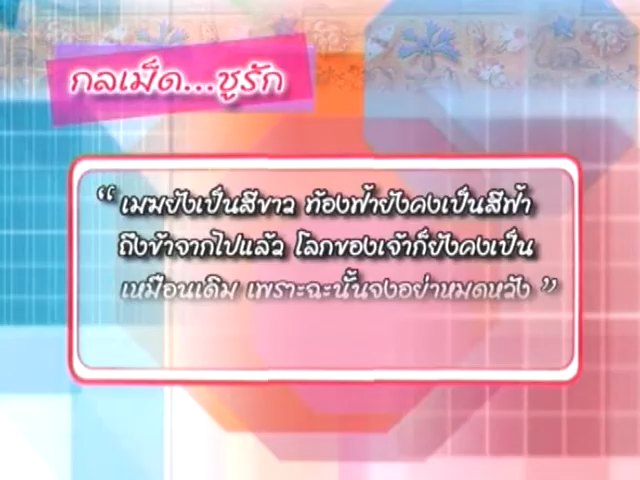 กลเม็ด...ชูรัก
“ เมฆยังเป็นสีขาว ท้องฟ้ายังคงเป็นสีฟ้า
ถึงข้าจากไปแล้ว โลกของเจ้าก็ยังคงเป็น
เหมือนเดิม เพราะฉะนั้นจงอย่าหมดหวัง ”